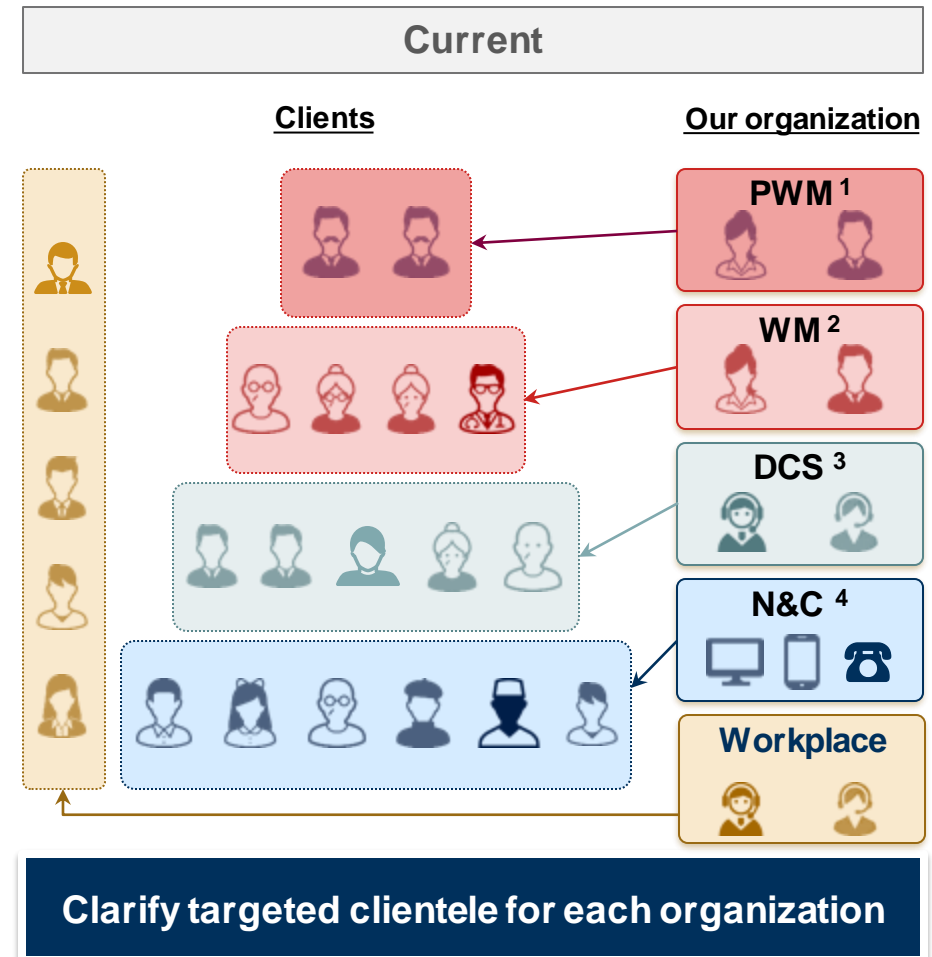 Current
Clients
Our organization
PWM 1
WM 2
DCS 3
N&C 4
Workplace
Clarify targeted clientele for each organization